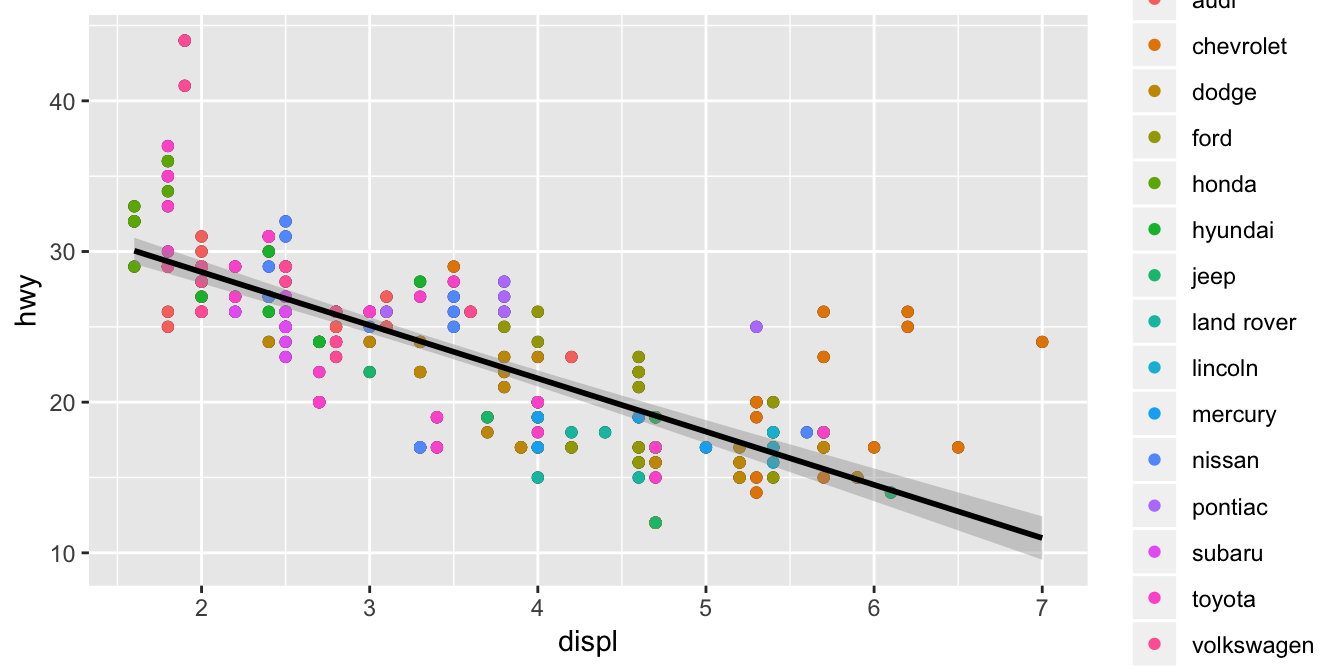 hwy
40
30
20
10
2 3 4 5 6 7
displ
audi
chevrolet
dodge
ford
honda
hyundai
jeep
land rover
lincoln
mercury
nissan
pontiac
subaru
toyota
volkswagen